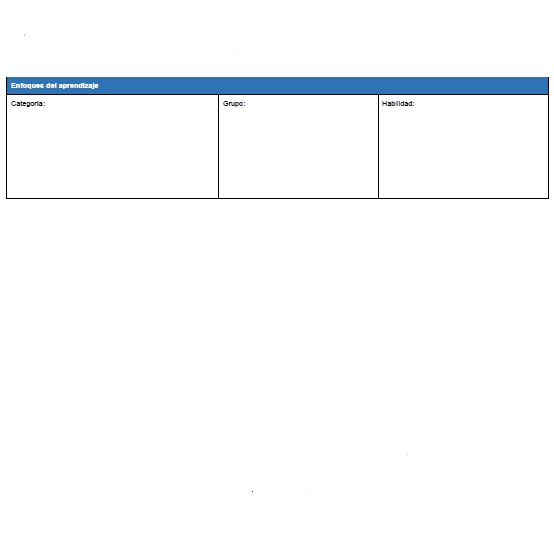 Enfoques del aprendizaje
Categoría:
Grupo:
Habilidad: